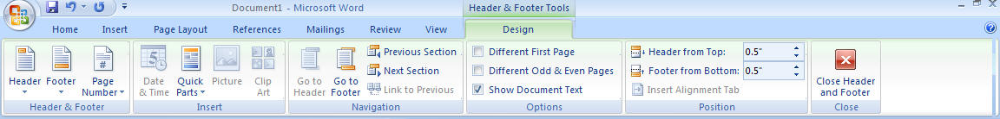 Document1 - Microsoft Word
Header & Footer Tools
Home Insert Page Layout References Mailings Review View Design
Header
Footer
Page
Number
#
Header & Footer
5
Date
& Time
Quick
Parts
Picture
Clip
Art
Insert
Go to
Header
Go to
Footer
Previous Section
Next Section
Link to Previous
Navigation
Different First Page
Different Odd & Even Pages
Show Document Text
Options
Header from Top: 0.5"
Footer from Bottom: 0.5"
Insert Alignment Tab
Position
Close Header
and Footer
Close